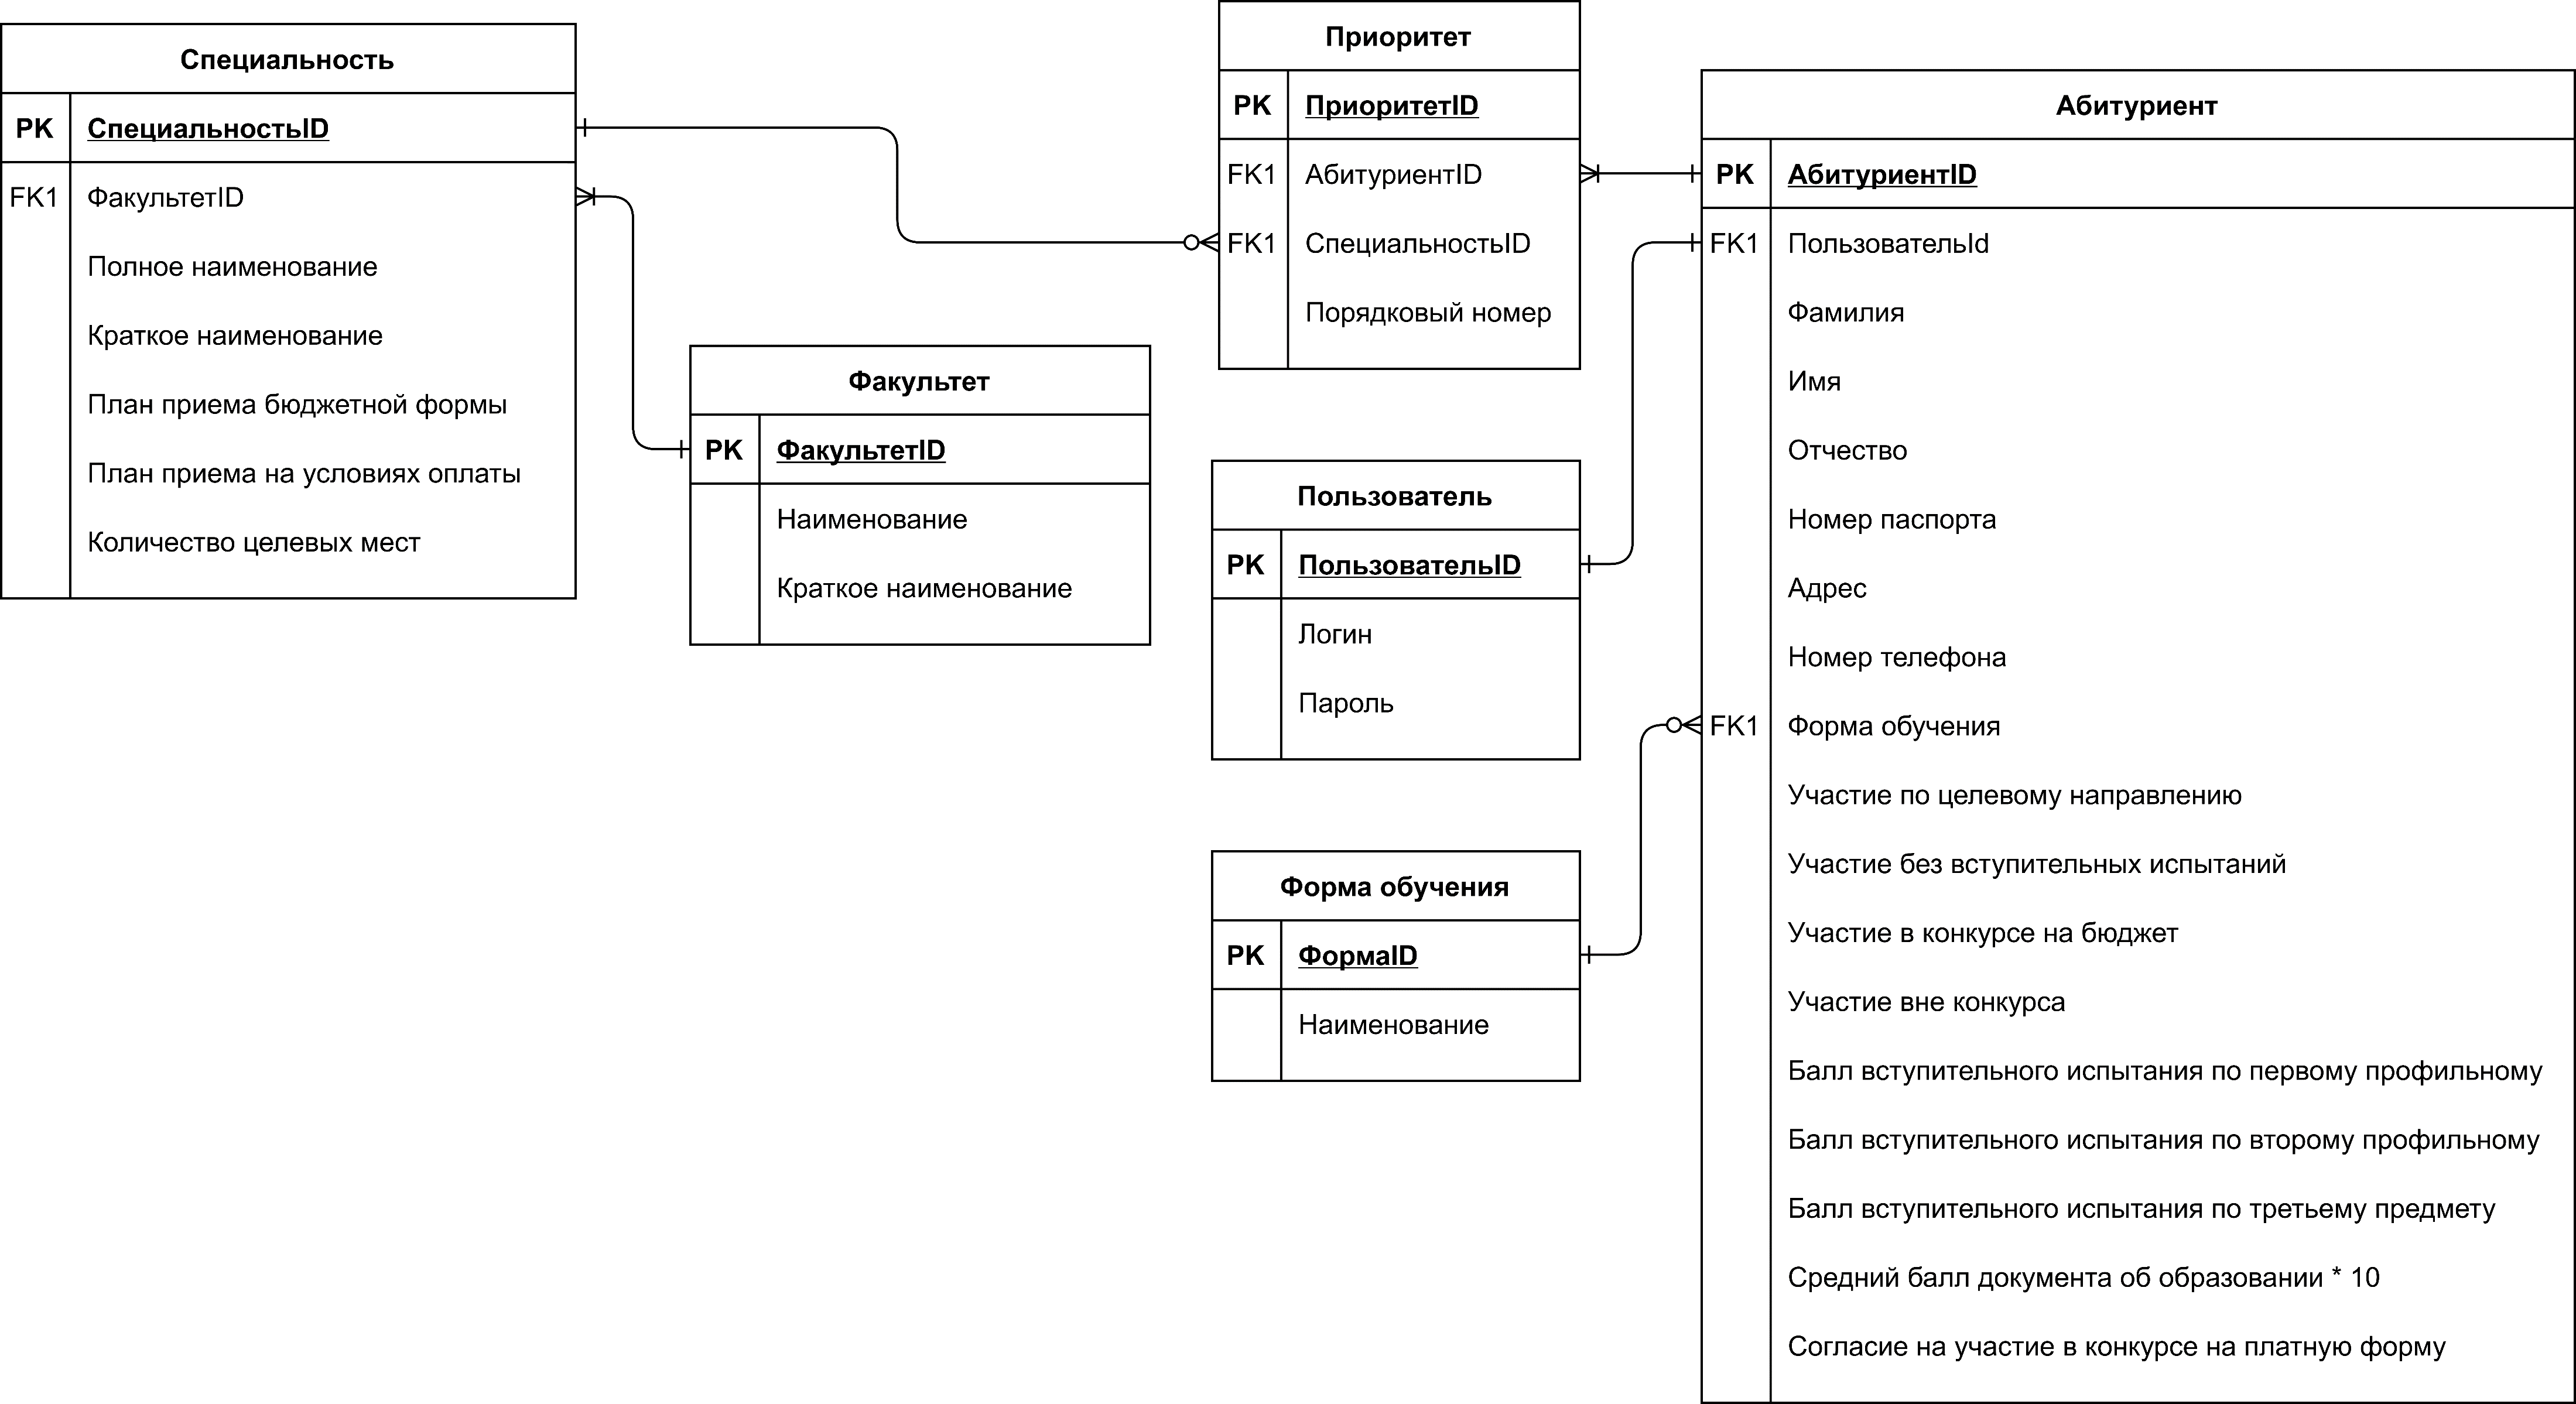 Специальность
PK СпециальностьID
FK1 ФакультетID
Полное наименование
Краткое наименование
План приема бюджетной формы
План приема на условиях оплаты
Количество целевых мест
Факультет
PK ФакультетID
Наименование
Краткое наименование
Приоритет
PK ПриоритетID
FK1 АбитуриентID
FK1 СпециальностьID
Порядковый номер
Пользователь
PK ПользовательID
Логин
Пароль
Форма обучения
PK ФормаID
Наименование
Абитуриент
PK АбитуриентID
FK1 ПользовательId
Фамилия
Имя
Отчество
Номер паспорта
Адрес
Номер телефона
FK1 Форма обучения
Участие по целевому направлению
Участие без вступительных испытаний
Участие в конкурсе на бюджет
Участие вне конкурса
Балл вступительного испытания по первому профильному
Балл вступительного испытания по второму профильному
Балл вступительного испытания по третьему предмету
Средний балл документа об образовании * 10
Согласие на участие в конкурсе на платную форму